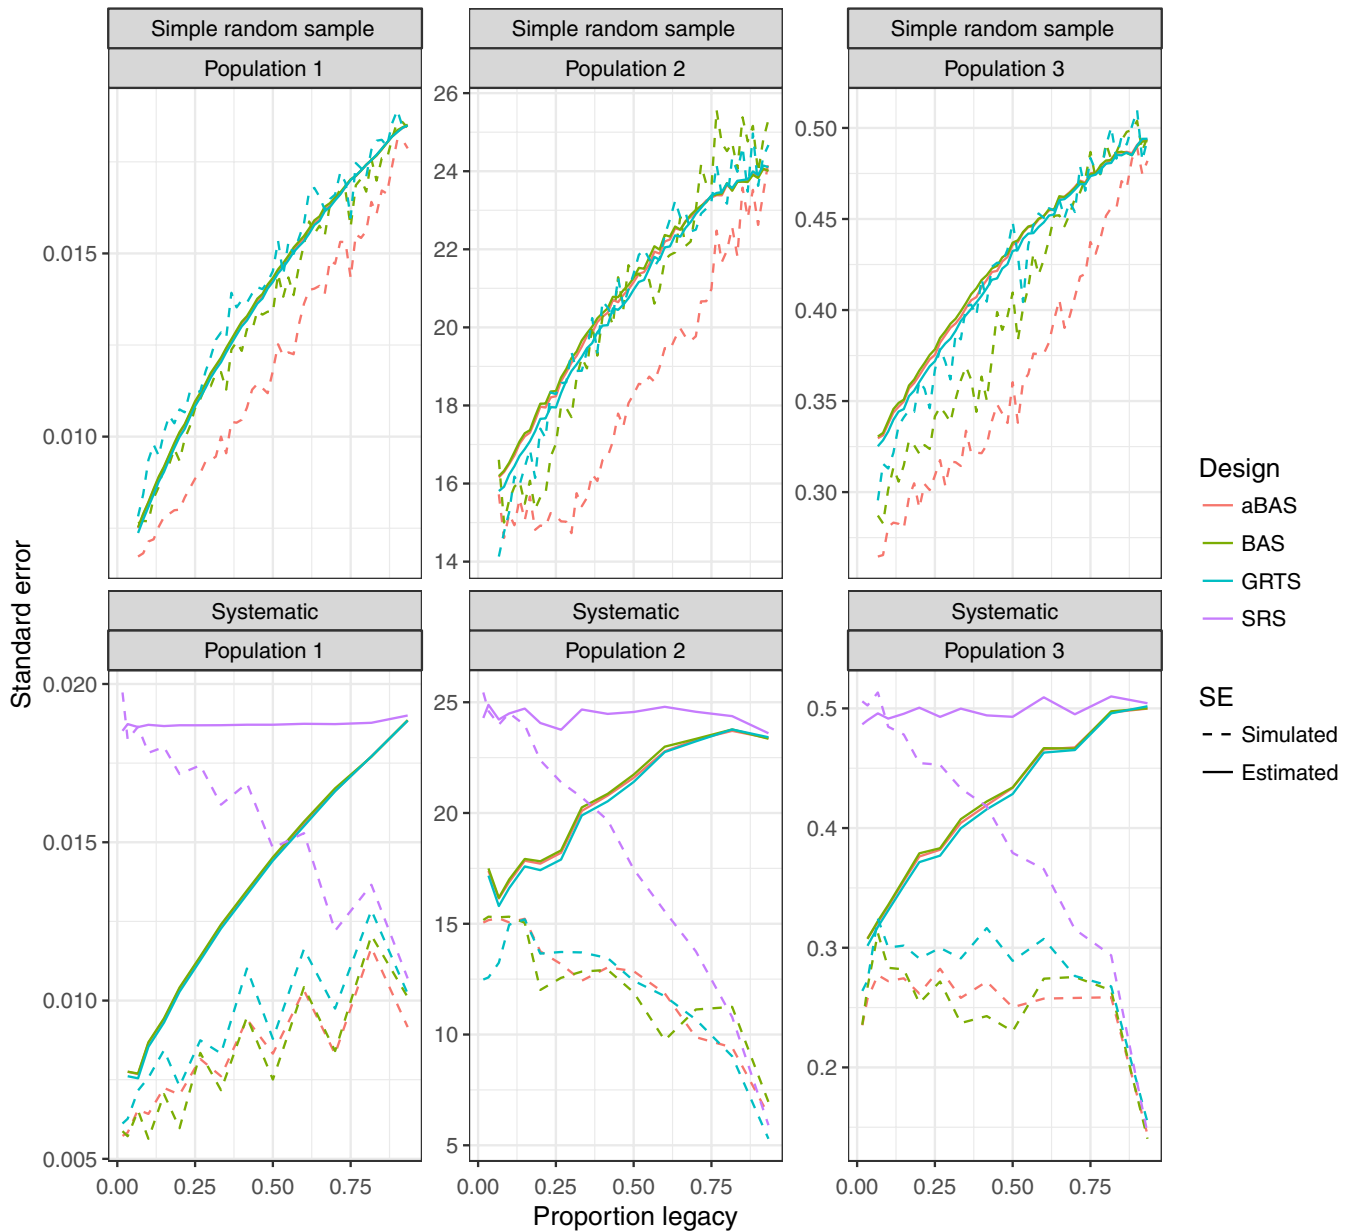 Simple random sample
Simple random sample
Simple random sample
Population 1
Population 2
Population 3
0.015
0.010
26
24
22
20
18
16
14
0.50
0.45
0.40
0.35
0.30
Standard error
Systematic
Systematic
Systematic
Population 1
Population 2
Population 3
0.020
0.015
0.010
0.005
25
20
15
10
5
0.5
0.4
0.3
0.2
0.00 0.25 0.50 0.75
0.00 0.25 0.50 0.75
0.00 0.25 0.50 0.75
Proportion legacy
Design
aBAS
BAS
GRTS
SRS
SE
Simulated
Estimated